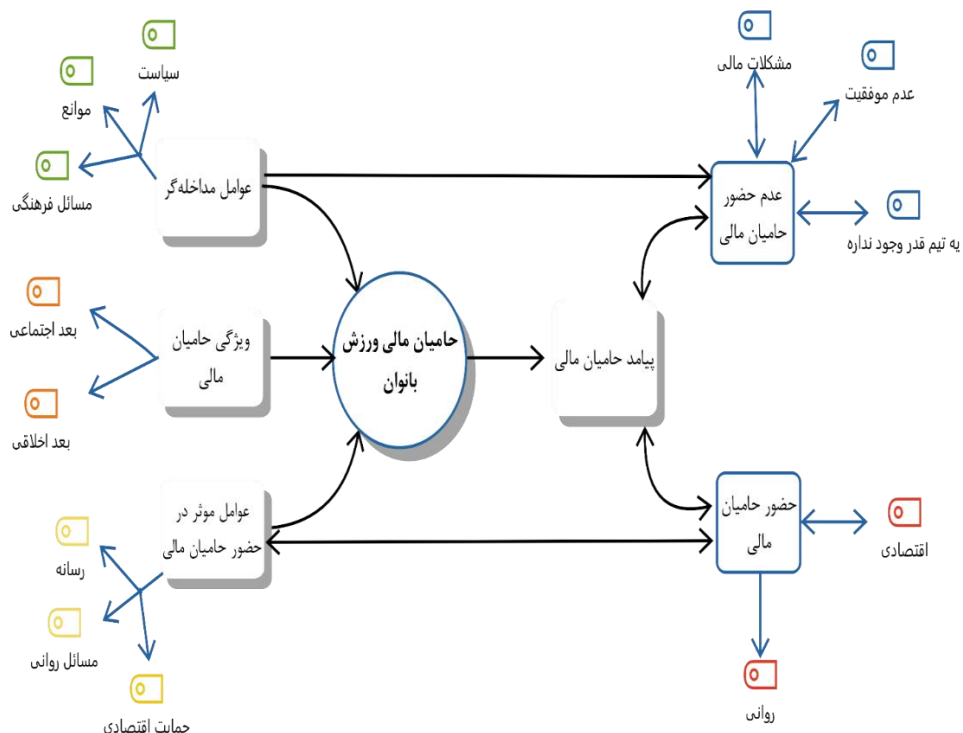 سیاست
موانع
مسائل فرهنگی
عوامل مداخله‌گر
مشکلات مالی
عدم موفقیت
عدم حضور
حامیان مالی
یه تیم قدر وجود نداره
بعد اجتماعی
بعد اخلاقی
ویژگی حامیان
مالی
حامیان مالی ورزش
بانوان
پیامد حامیان مالی
عوامل موثر در
حضور حامیان مالی
رسانه
مسائل روانی
حمایت اقتصادی
حضور حامیان
مالی
اقتصادی
روانی